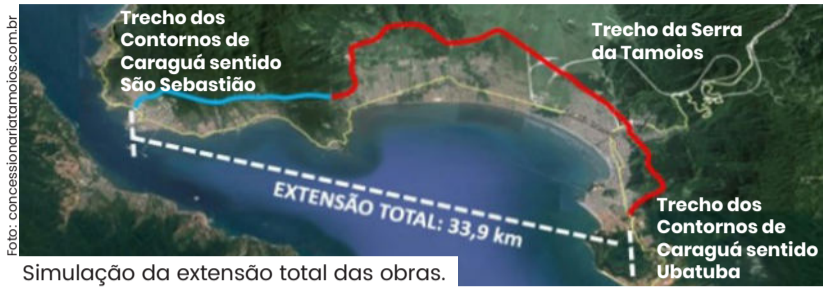 Foto: concessionariatamoios.com.br
Trecho dos
Contornos de
Caraguá sentido
São Sebastião
Trecho da Serra
da Tamoios
EXTENSÃO TOTAL: 33,9 km
Trecho dos
Contornos de
Caraguá sentido
Ubatuba
Simulação da extensão total das obras.